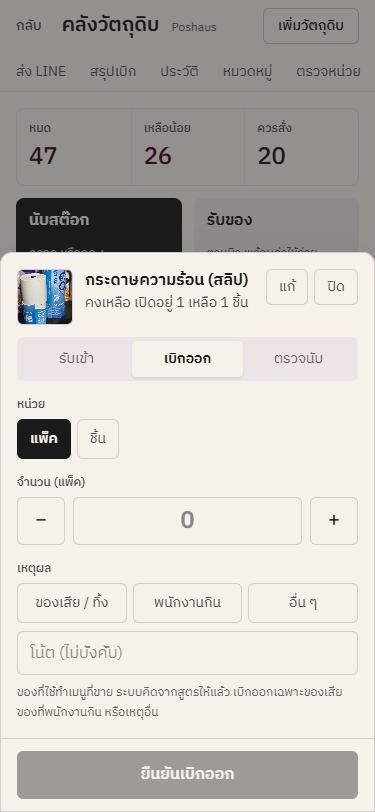 กลับ คลังวัตถุดิบ Poshaus เพิ่มวัตถุดิบ
ส่ง LINE สรุปเบิก ประวัติ หมวดหมู่ ตรวจหน่วย
หมด เหลือน้อย ควรสั่ง
47 26 20
นับสต๊อก รับของ
กระดาษความร้อน (สลิป) แก้ ปิด
คงเหลือ เปิดอยู่ 1 เหลือ 1 ชิ้น
รับเข้า เบิกออก ตรวจนับ
หน่วย
แพ็ค ชิ้น
จำนวน (แพ็ค)
− 0 +
เหตุผล
ของเสีย / ทิ้ง พนักงานกิน อื่น ๆ
โน้ต (ไม่บังคับ)
ของที่ใช้ทำเมนูที่ขาย ระบบคิดจากสูตรให้แล้ว เบิกออกเฉพาะของเสีย
ของที่พนักงานกิน หรือเหตุอื่น
ยืนยันเบิกออก